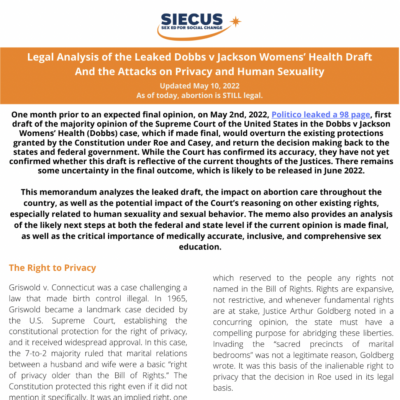 SIECUS
SEX ED FOR SOCIAL CHANGE
Legal Analysis of the Leaked Dobbs v Jackson Womens' Health Draft
And the Attacks on Privacy and Human Sexuality
Updated May 10, 2022
As of today, abortion is STILL legal.
One month prior to an expected final opinion, on May 2nd, 2022, Politico leaked a 98 page, first
draft of the majority opinion of the Supreme Court of the United States in the Dobbs v Jackson
Womens' Health (Dobbs) case, which if made final, would overturn the existing protections
granted by the Constitution under Roe and Casey, and return the decision making back to the
states and federal government. While the Court has confirmed its accuracy, they have not yet
confirmed whether this draft is reflective of the current thoughts of the Justices. There remains
some uncertainty in the final outcome, which is likely to be released in June 2022.
This memorandum analyzes the leaked draft, the impact on abortion care throughout the
country, as well as the potential impact of the Court's reasoning on other existing rights,
especially related to human sexuality and sexual behavior. The memo also provides an analysis
of the likely next steps at both the federal and state level if the current opinion is made final,
as well as the critical importance of medically accurate, inclusive, and comprehensive sex
education.
The Right to Privacy
Griswold v. Connecticut was a case challenging a
law that made birth control illegal. In 1965,
Griswold became a landmark case decided by
the U.S. Supreme Court, establishing the
constitutional protection for the right of privacy,
and it received widespread approval. In this case,
the 7-to-2 majority ruled that marital relations
between a husband and wife were a basic "right
of privacy older than the Bill of Rights." The
Constitution protected this right even if it did not
mention it specifically. It was an implied right, one
which reserved to the people any rights not
named in the Bill of Rights. Rights are expansive,
not restrictive, and whenever fundamental rights
are at stake, Justice Arthur Goldberg noted in a
concurring opinion, the state must have a
compelling purpose for abridging these liberties.
Invading the "sacred precincts of marital
bedrooms" was not a legitimate reason, Goldberg
wrote. It was this basis of the inalienable right to
privacy that the decision in Roe used in its legal
basis.